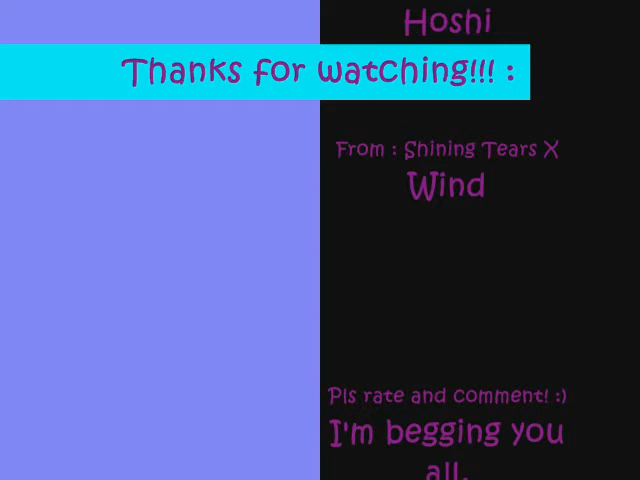 Hoshi
Thanks for watching!!! :
From : Shining Tears X
Wind
Pls rate and comment! :)
I'm begging you
all.